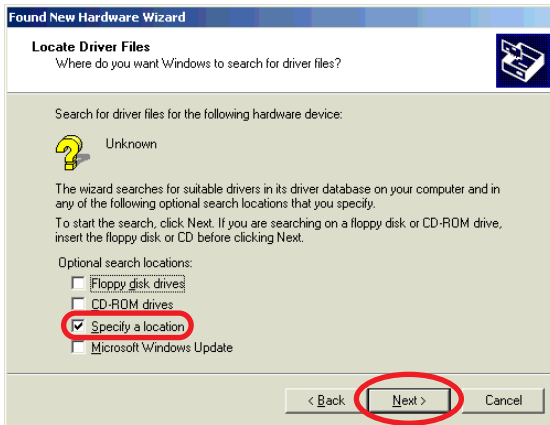 Found New Hardware Wizard
Locate Driver Files
Where do you want Windows to search for driver files?
Search for driver files for the following hardware device:
Unknown
The wizard searches for suitable drivers in its driver database on your computer and in
any of the following optional search locations that you specify.
To start the search, click Next. If you are searching on a floppy disk or CD-ROM drive,
insert the floppy disk or CD before clicking Next.
Optional search locations:
Floppy disk drives
CD-ROM drives
Specify a location
Microsoft Windows Update
< Back Next > Cancel